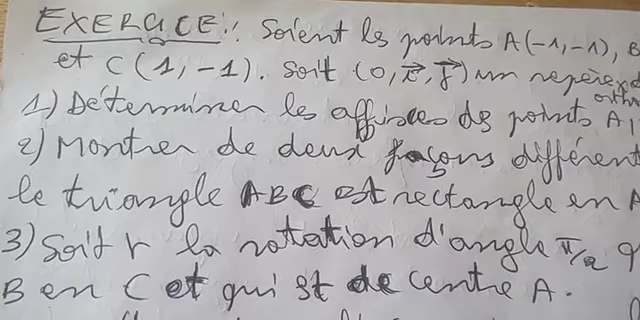 EXERCICE: Soient les points A(-1,-1), B
et C(1,-1). Soit (O, i⃗, j⃗) un repère
orth
1) Déterminer les affixes des points A,
2) Montrer de deux façons différent
le triangle ABC est rectangle en A
3) Soit r la rotation d'angle π/2 q
B en C et qui st de centre A.